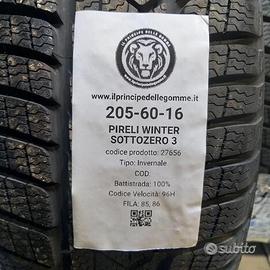 IL PRINCIPE DELLE GOMME
www.ilprincipedellegomme.it
205-60-16
PIRELI WINTER
SOTTOZERO 3
codice prodotto: 27656
Tipo: Invernale
COD.
Battistrada: 100%
Codice Velocità: 96H
FILA: 85, 86
subito